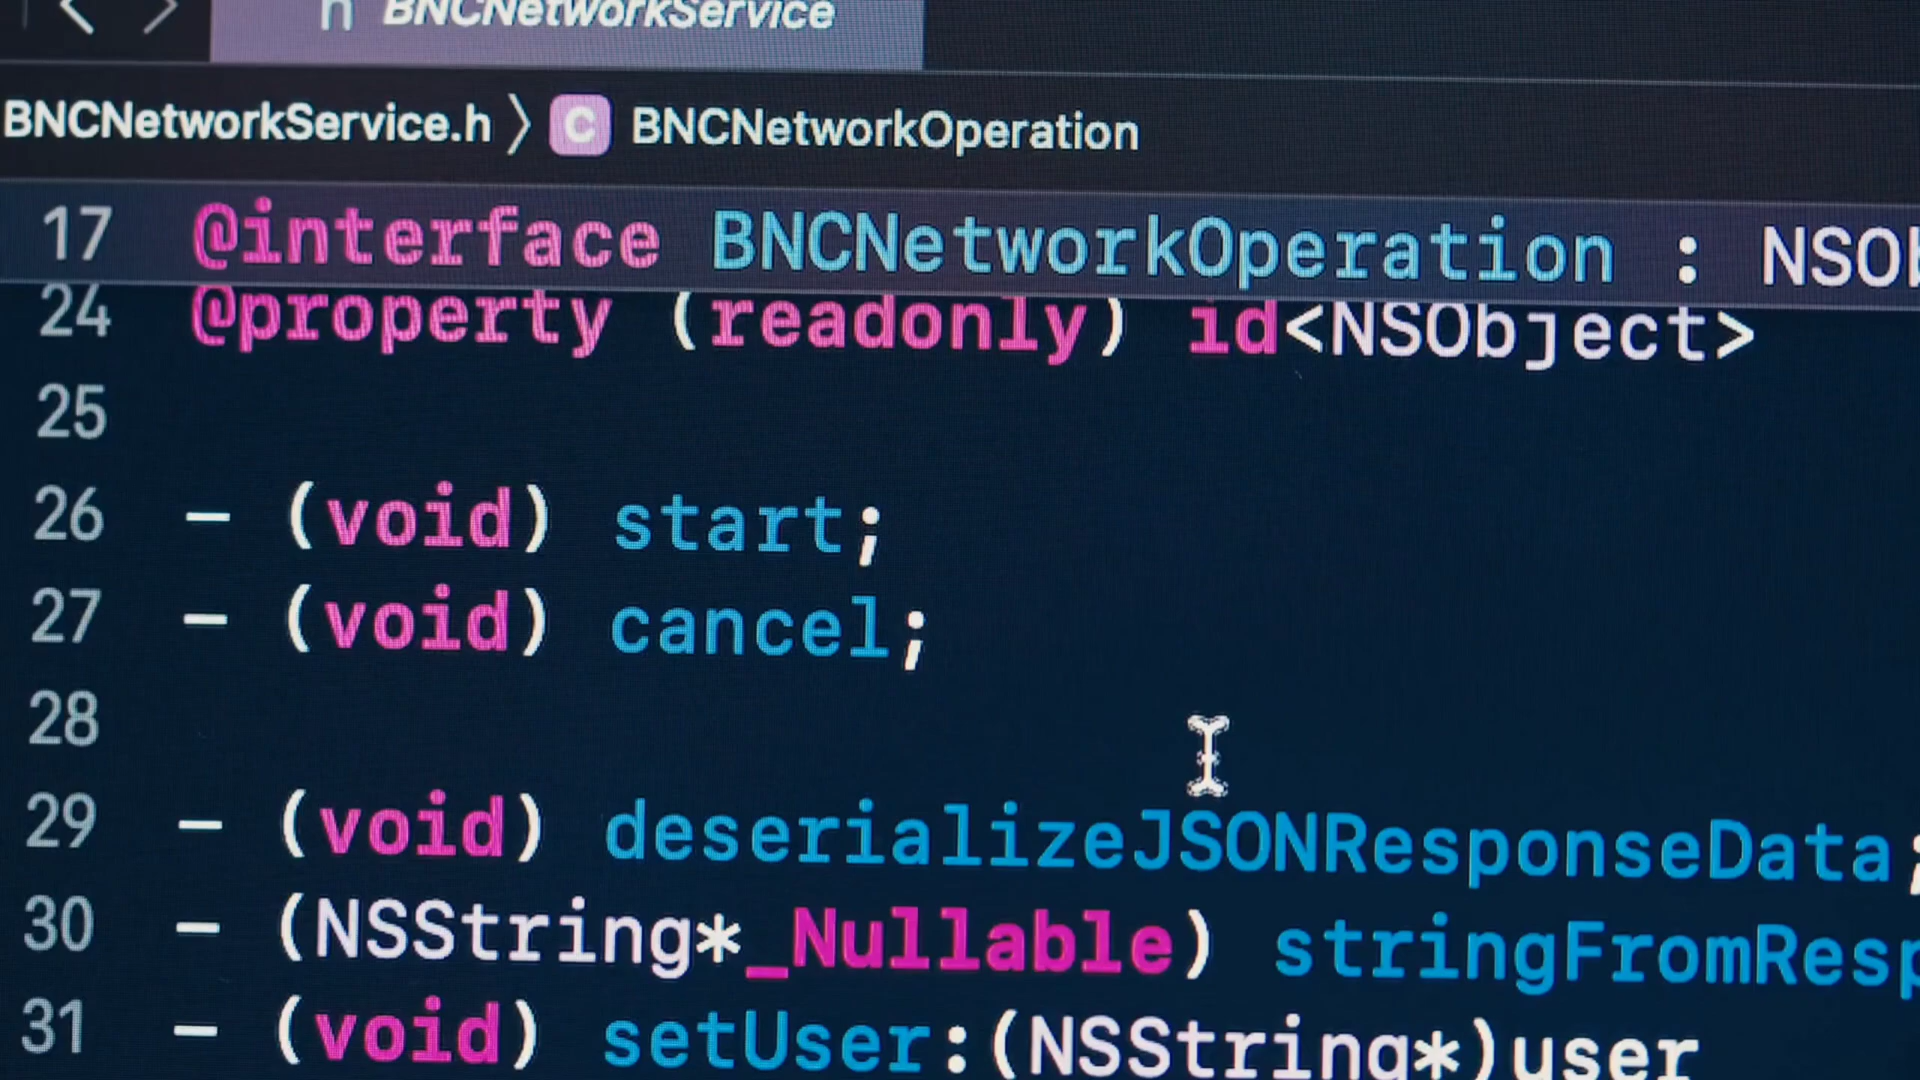 h BNCNetworkService
BNCNetworkService.h 〉 C BNCNetworkOperation
17 @interface BNCNetworkOperation :
24 @property (readonly) id<NSObject>
25
26 - (void) start;
27 - (void) cancel;
28
29 - (void) deserializeJSONResponseData;
30 - (NSString*_Nullable) stringFromResp
31 - (void) setUser:(NSString*)user